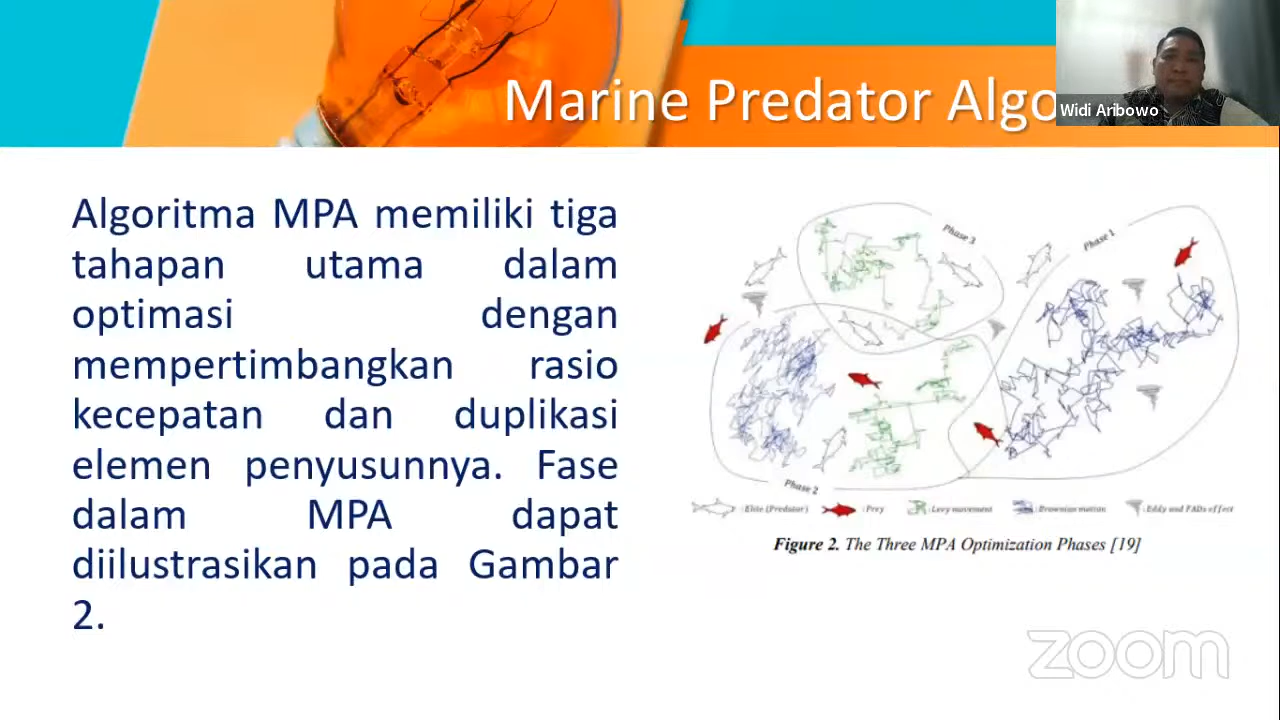 Marine Predator Algo
Widi Aribowo
Algoritma MPA memiliki tiga
tahapan utama dalam
optimasi dengan
mempertimbangkan rasio
kecepatan dan duplikasi
elemen penyusunnya. Fase
dalam MPA dapat
diilustrasikan pada Gambar
2.
Phase 3
Phase 1
Phase 2
:Elite (Predator) :Prey :Levy movement :Brownian motion :Eddy and FADs effect
Figure 2. The Three MPA Optimization Phases [19]
zoom